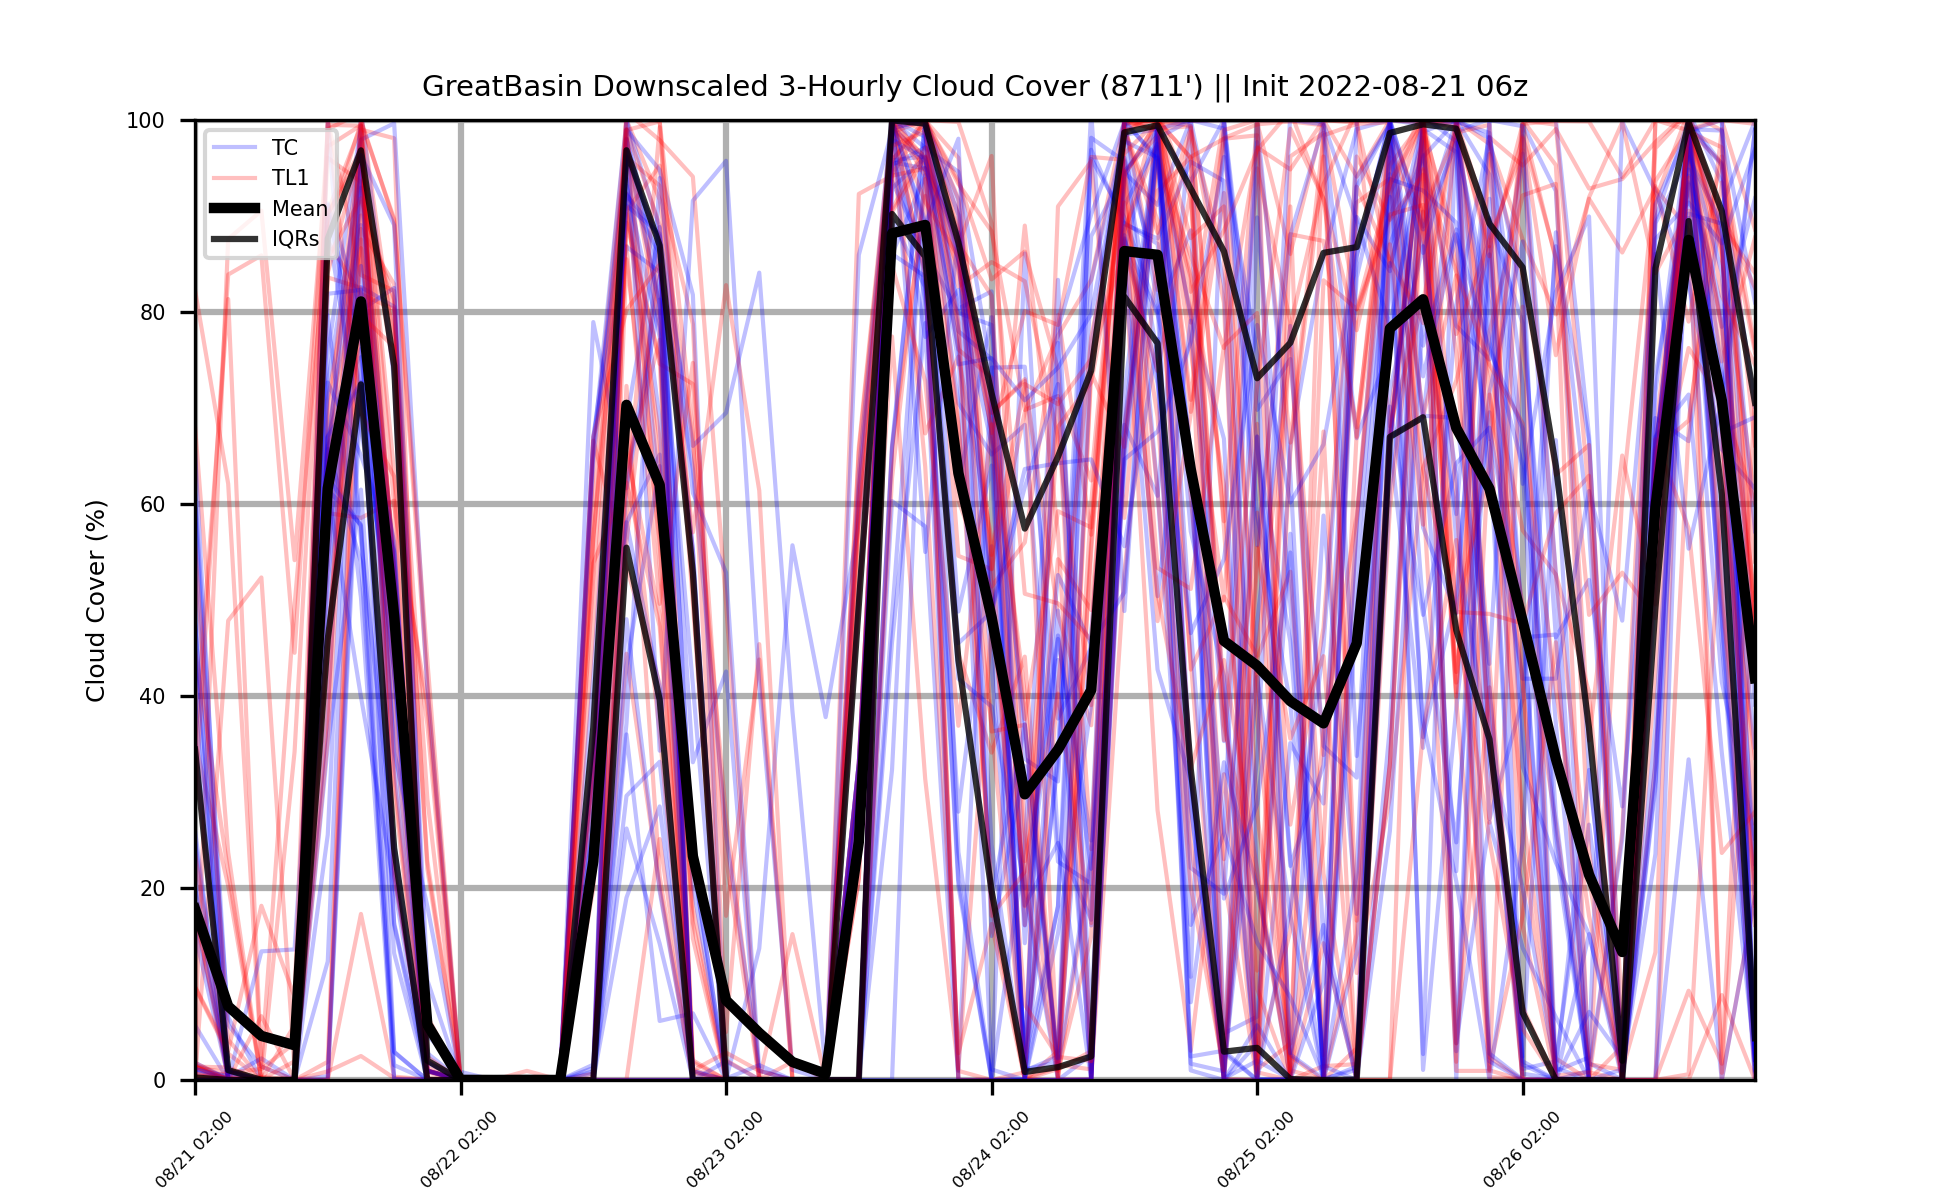 GreatBasin Downscaled 3-Hourly Cloud Cover (8711') || Init 2022-08-21 06z
100
80
60
40
20
0
Cloud Cover (%)
TC
TL1
Mean
IQRs
08/21 02:00
08/22 02:00
08/23 02:00
08/24 02:00
08/25 02:00
08/26 02:00